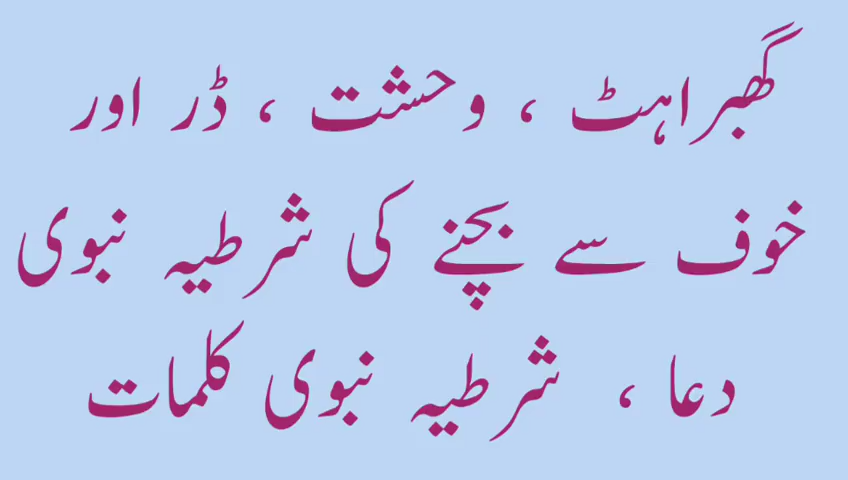 گھبراہٹ ، وحشت ، ڈر اور
خوف سے بچنے کی شرطیہ نبوی
دعا ، شرطیہ نبوی کلمات